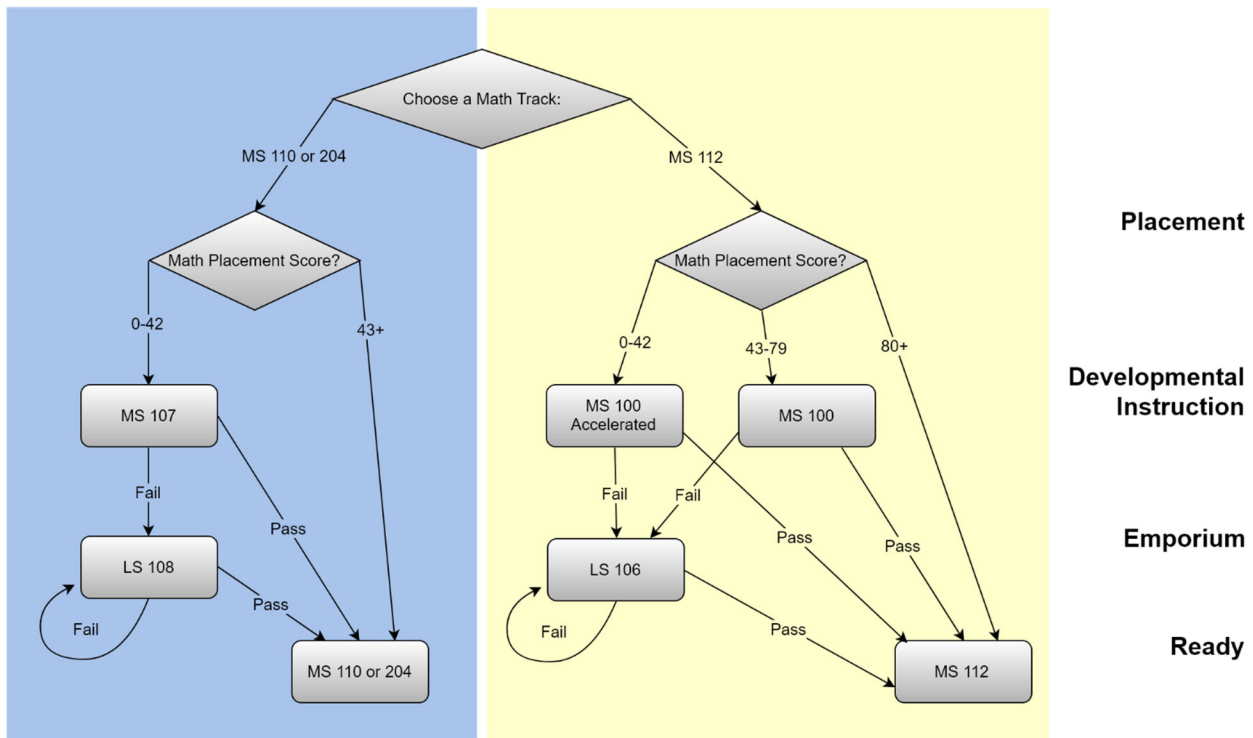 Choose a Math Track:
MS 110 or 204
MS 112
Placement
Math Placement Score?
Math Placement Score?
0-42
43+
0-42
43-79
80+
Developmental
Instruction
MS 107
MS 100
Accelerated
MS 100
Fail
Pass
Fail
Fail
Pass
Pass
Emporium
LS 108
LS 106
Pass
Fail
Pass
Fail
Ready
MS 110 or 204
MS 112